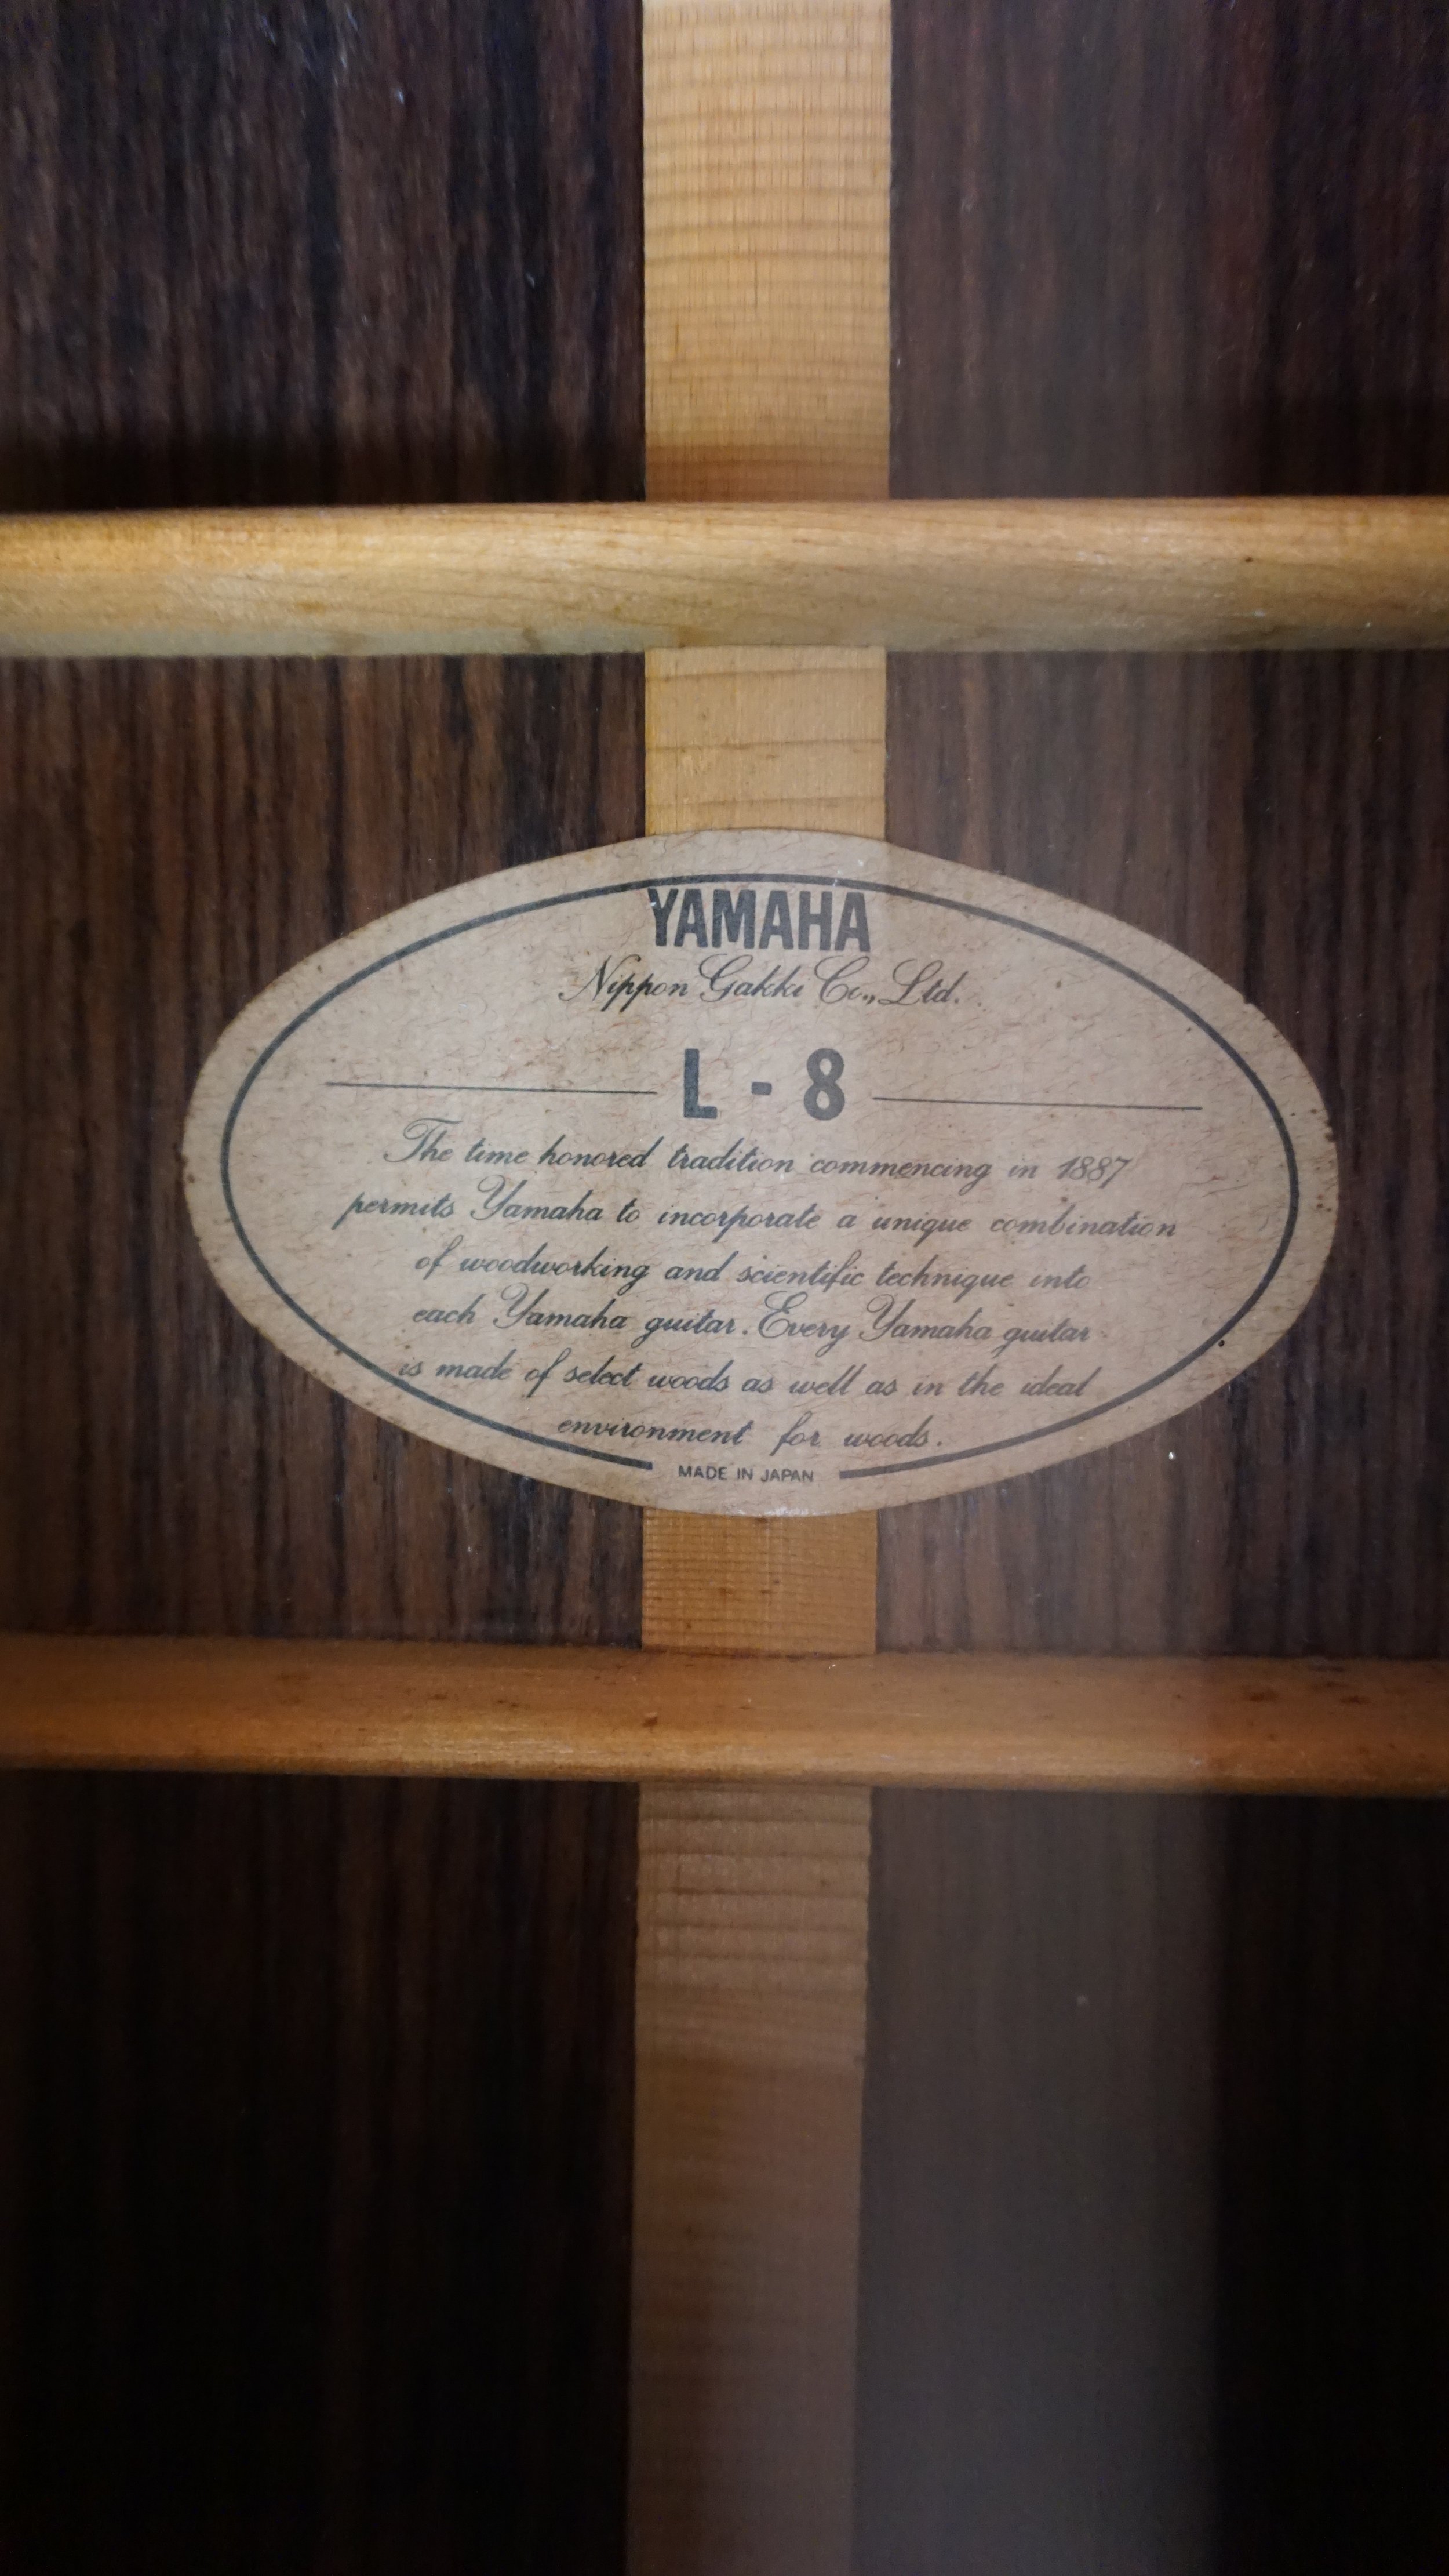 YAMAHA
Nippon Gakki Co., Ltd.
L - 8
The time honored tradition commencing in 1887
permits Yamaha to incorporate a unique combination
of woodworking and scientific technique into
each Yamaha guitar. Every Yamaha guitar
is made of select woods as well as in the ideal
environment for woods.
MADE IN JAPAN